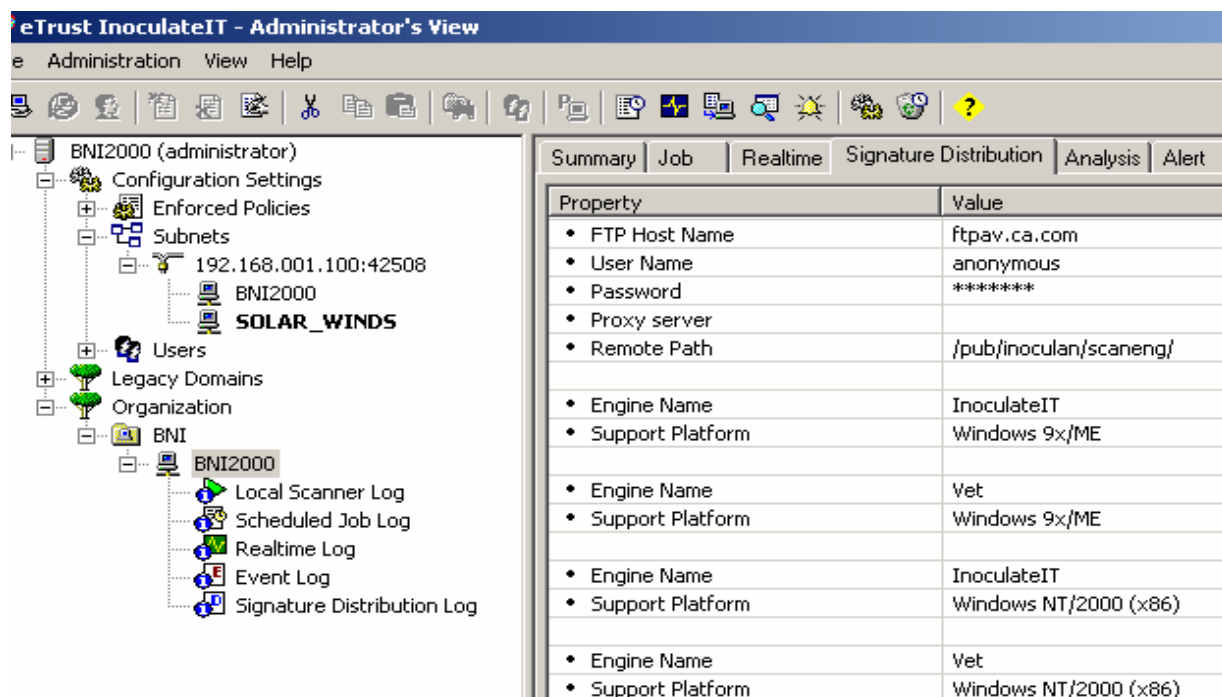 eTrust InoculateIT - Administrator's View
e Administration View Help
BNI2000 (administrator)
Configuration Settings
Enforced Policies
Subnets
192.168.001.100:42508
BNI2000
SOLAR_WINDS
Users
Legacy Domains
Organization
BNI
BNI2000
Local Scanner Log
Scheduled Job Log
Realtime Log
Event Log
Signature Distribution Log
Summary Job Realtime Signature Distribution Analysis Alert
Property Value
• FTP Host Name ftpav.ca.com
• User Name anonymous
• Password *******
• Proxy server
• Remote Path /pub/inoculan/scaneng/
• Engine Name InoculateIT
• Support Platform Windows 9x/ME
• Engine Name Vet
• Support Platform Windows 9x/ME
• Engine Name InoculateIT
• Support Platform Windows NT/2000 (x86)
• Engine Name Vet
• Support Platform Windows NT/2000 (x86)